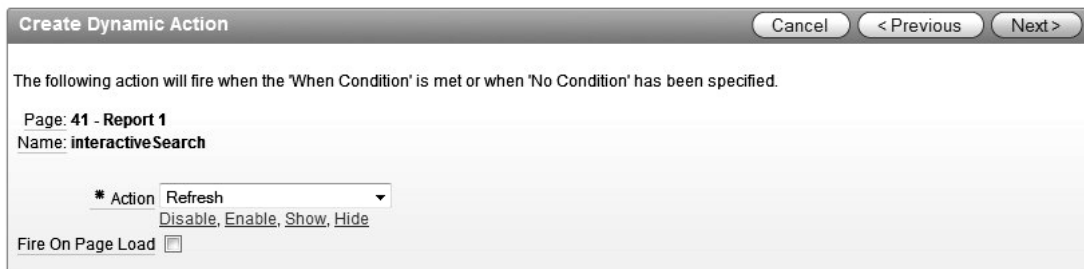 Create Dynamic Action Cancel < Previous Next >
The following action will fire when the 'When Condition' is met or when 'No Condition' has been specified.
Page: 41 - Report 1
Name: interactiveSearch
* Action Refresh
Disable, Enable, Show, Hide
Fire On Page Load